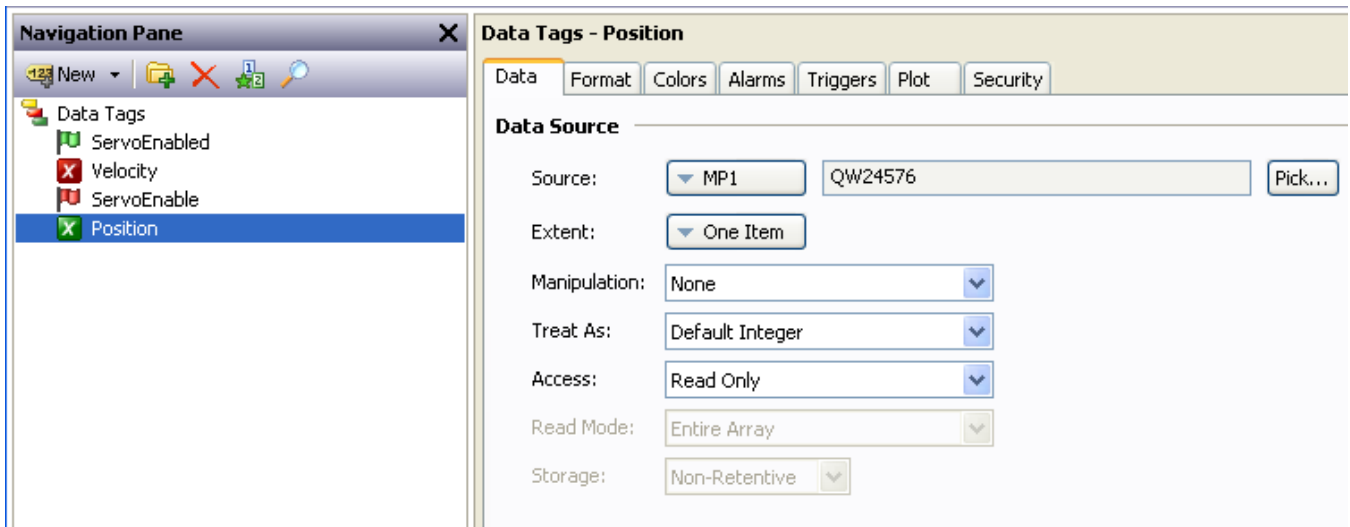 Navigation Pane
New
Data Tags
ServoEnabled
Velocity
ServoEnable
Position
Data Tags - Position
Data Format Colors Alarms Triggers Plot Security
Data Source
Source: MP1 QW24576 Pick...
Extent: One Item
Manipulation: None
Treat As: Default Integer
Access: Read Only
Read Mode: Entire Array
Storage: Non-Retentive